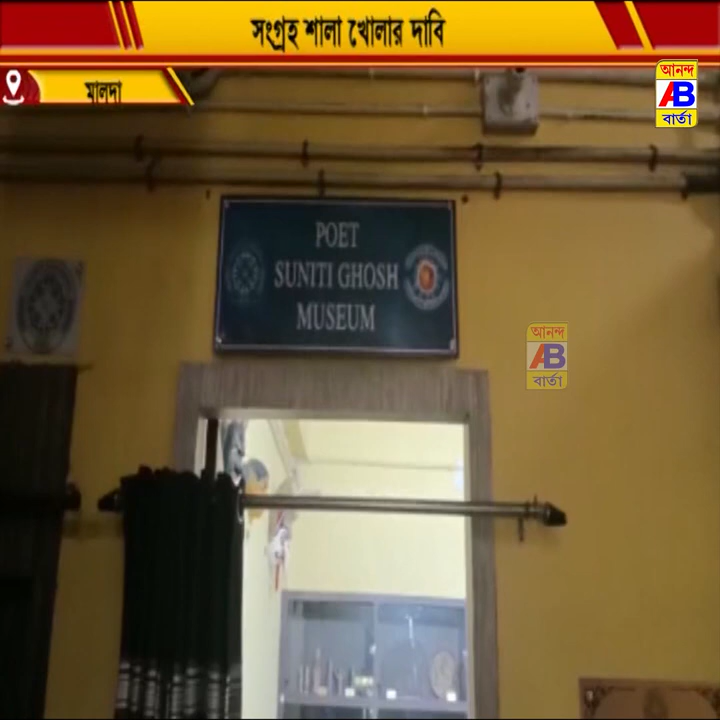 সংগ্রহ শালা খোলার দাবি
মালদা
আনন্দ
AB
বার্তা
POET
SUNITI GHOSH
MUSEUM
আনন্দ
AB
বার্তা